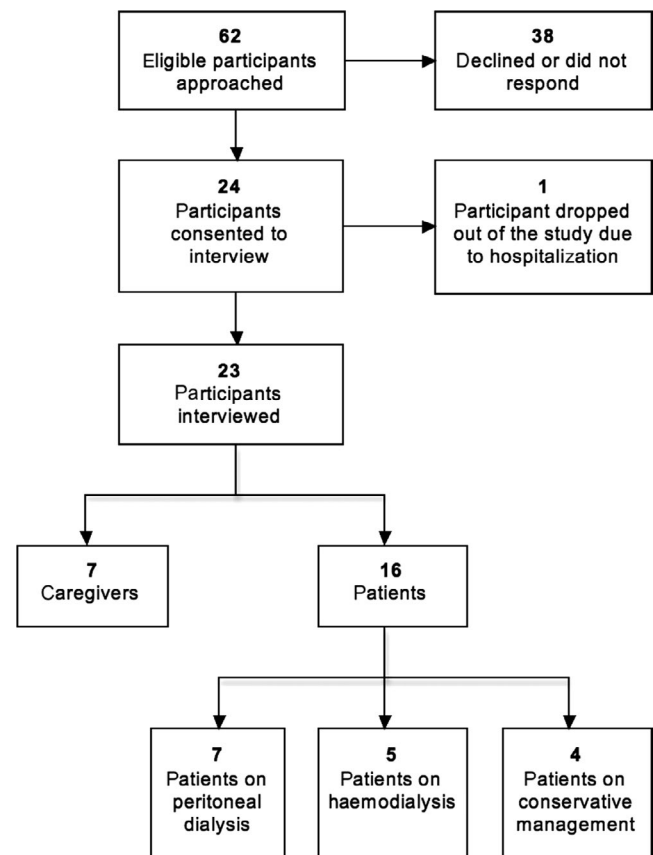 62
Eligible participants
approached
38
Declined or did not
respond
24
Participants
consented to
interview
1
Participant dropped
out of the study due
to hospitalization
23
Participants
interviewed
7
Caregivers
16
Patients
7
Patients on
peritoneal
dialysis
5
Patients on
haemodialysis
4
Patients on
conservative
management